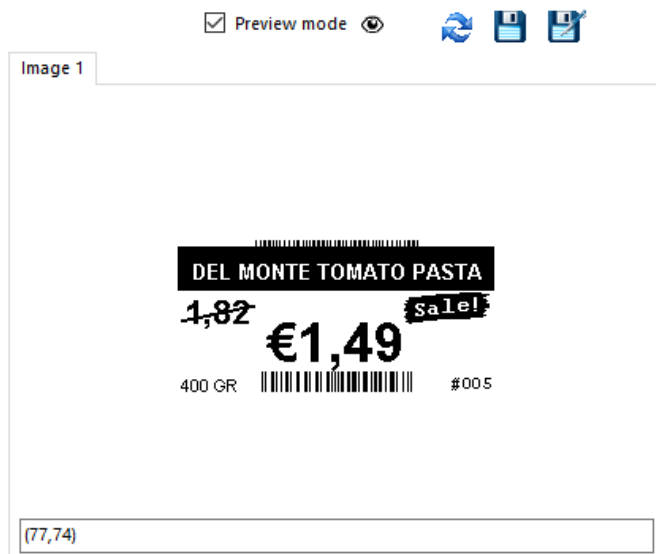 Preview mode
Image 1
DEL MONTE TOMATO PASTA
1,82
Sale!
€1,49
400 GR
#005
(77,74)